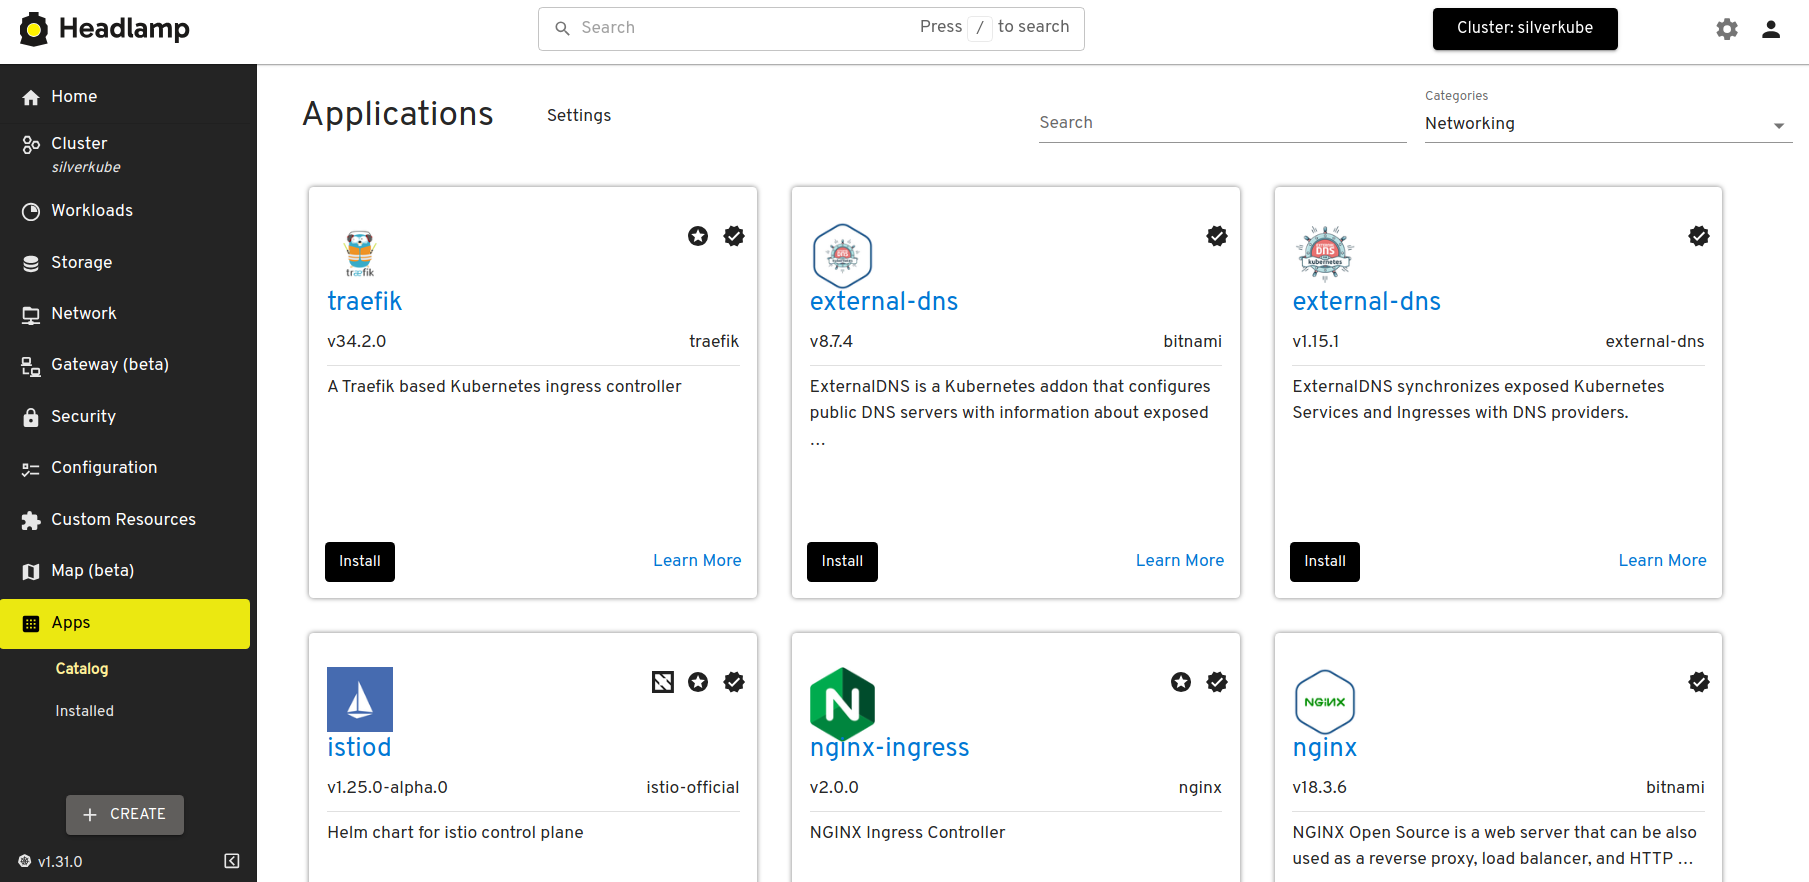 Headlamp
Search
Press / to search
Cluster: silverkube
Home
Cluster
silverkube
Workloads
Storage
Network
Gateway (beta)
Security
Configuration
Custom Resources
Map (beta)
Apps
Catalog
Installed
CREATE
v1.31.0
Applications
Settings
Search
Categories
Networking
træfik
traefik
v34.2.0
traefik
A Traefik based Kubernetes ingress controller
Install
Learn More
DNS
external-dns
v8.7.4
bitnami
ExternalDNS is a Kubernetes addon that configures
public DNS servers with information about exposed
...
Install
Learn More
DNS
kubernetes
external-dns
v1.15.1
external-dns
ExternalDNS synchronizes exposed Kubernetes
Services and Ingresses with DNS providers.
Install
Learn More
istiod
v1.25.0-alpha.0
istio-official
Helm chart for istio control plane
N
nginx-ingress
v2.0.0
nginx
NGINX Ingress Controller
NGINX
nginx
v18.3.6
bitnami
NGINX Open Source is a web server that can be also
used as a reverse proxy, load balancer, and HTTP ...